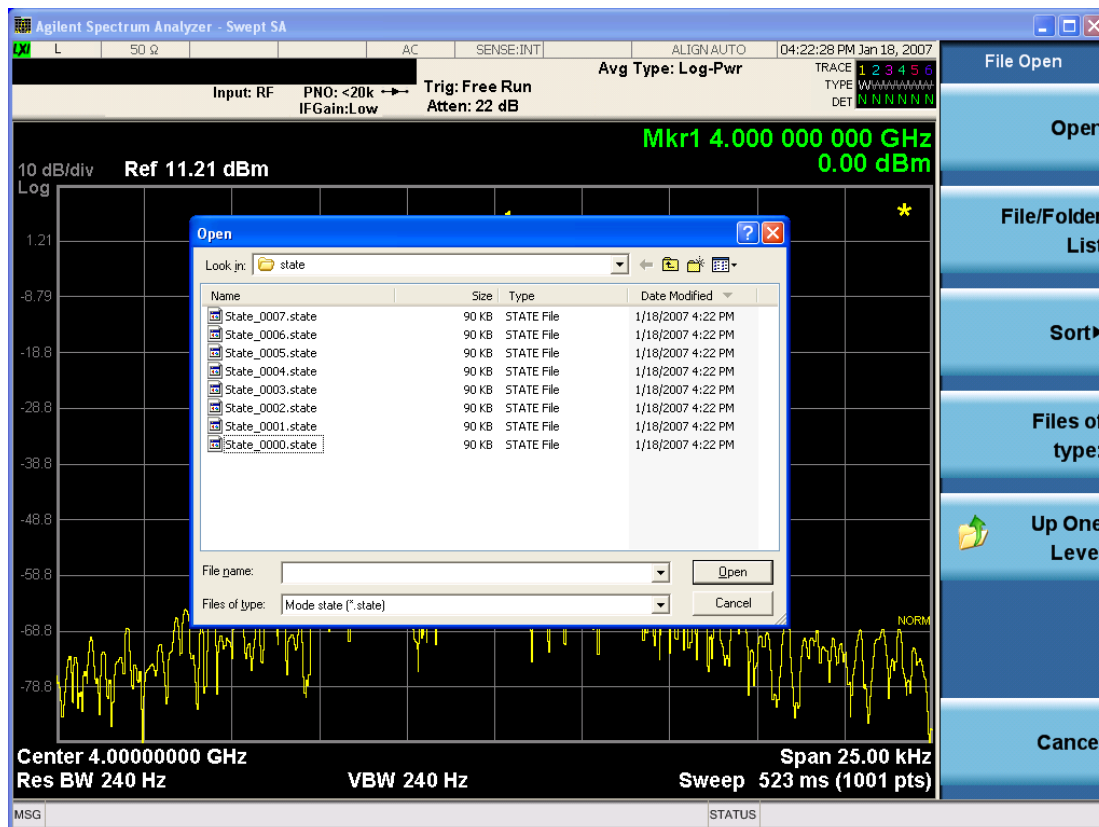 Agilent Spectrum Analyzer - Swept SA
LXI L 50 Ω AC SENSE:INT ALIGNAUTO 04:22:28 PM Jan 18, 2007
File Open
Avg Type: Log-Pwr
TRACE 1 2 3 4 5 6
Trig: Free Run
TYPE
Input: RF PNO: <20k
DET N N N N N N
IFGain:Low Atten: 22 dB
Open
Mkr1 4.000 000 000 GHz
0.00 dBm
10 dB/div Ref 11.21 dBm
Log
1.21
-8.79
-18.8
-28.8
-38.8
-48.8
-58.8
-68.8
-78.8
Open
Look in: state
Name Size Type Date Modified
State_0007.state 90 KB STATE File 1/18/2007 4:22 PM
State_0006.state 90 KB STATE File 1/18/2007 4:22 PM
State_0005.state 90 KB STATE File 1/18/2007 4:22 PM
State_0004.state 90 KB STATE File 1/18/2007 4:22 PM
State_0003.state 90 KB STATE File 1/18/2007 4:22 PM
State_0002.state 90 KB STATE File 1/18/2007 4:22 PM
State_0001.state 90 KB STATE File 1/18/2007 4:22 PM
State_0000.state 90 KB STATE File 1/18/2007 4:22 PM
File name: Open
Files of type: Mode state (*.state) Cancel
NORM
File/Folder
List
Sort
Files of
type:
Up One
Leve
Cance
Center 4.00000000 GHz Span 25.00 kHz
Res BW 240 Hz VBW 240 Hz Sweep 523 ms (1001 pts)
MSG STATUS